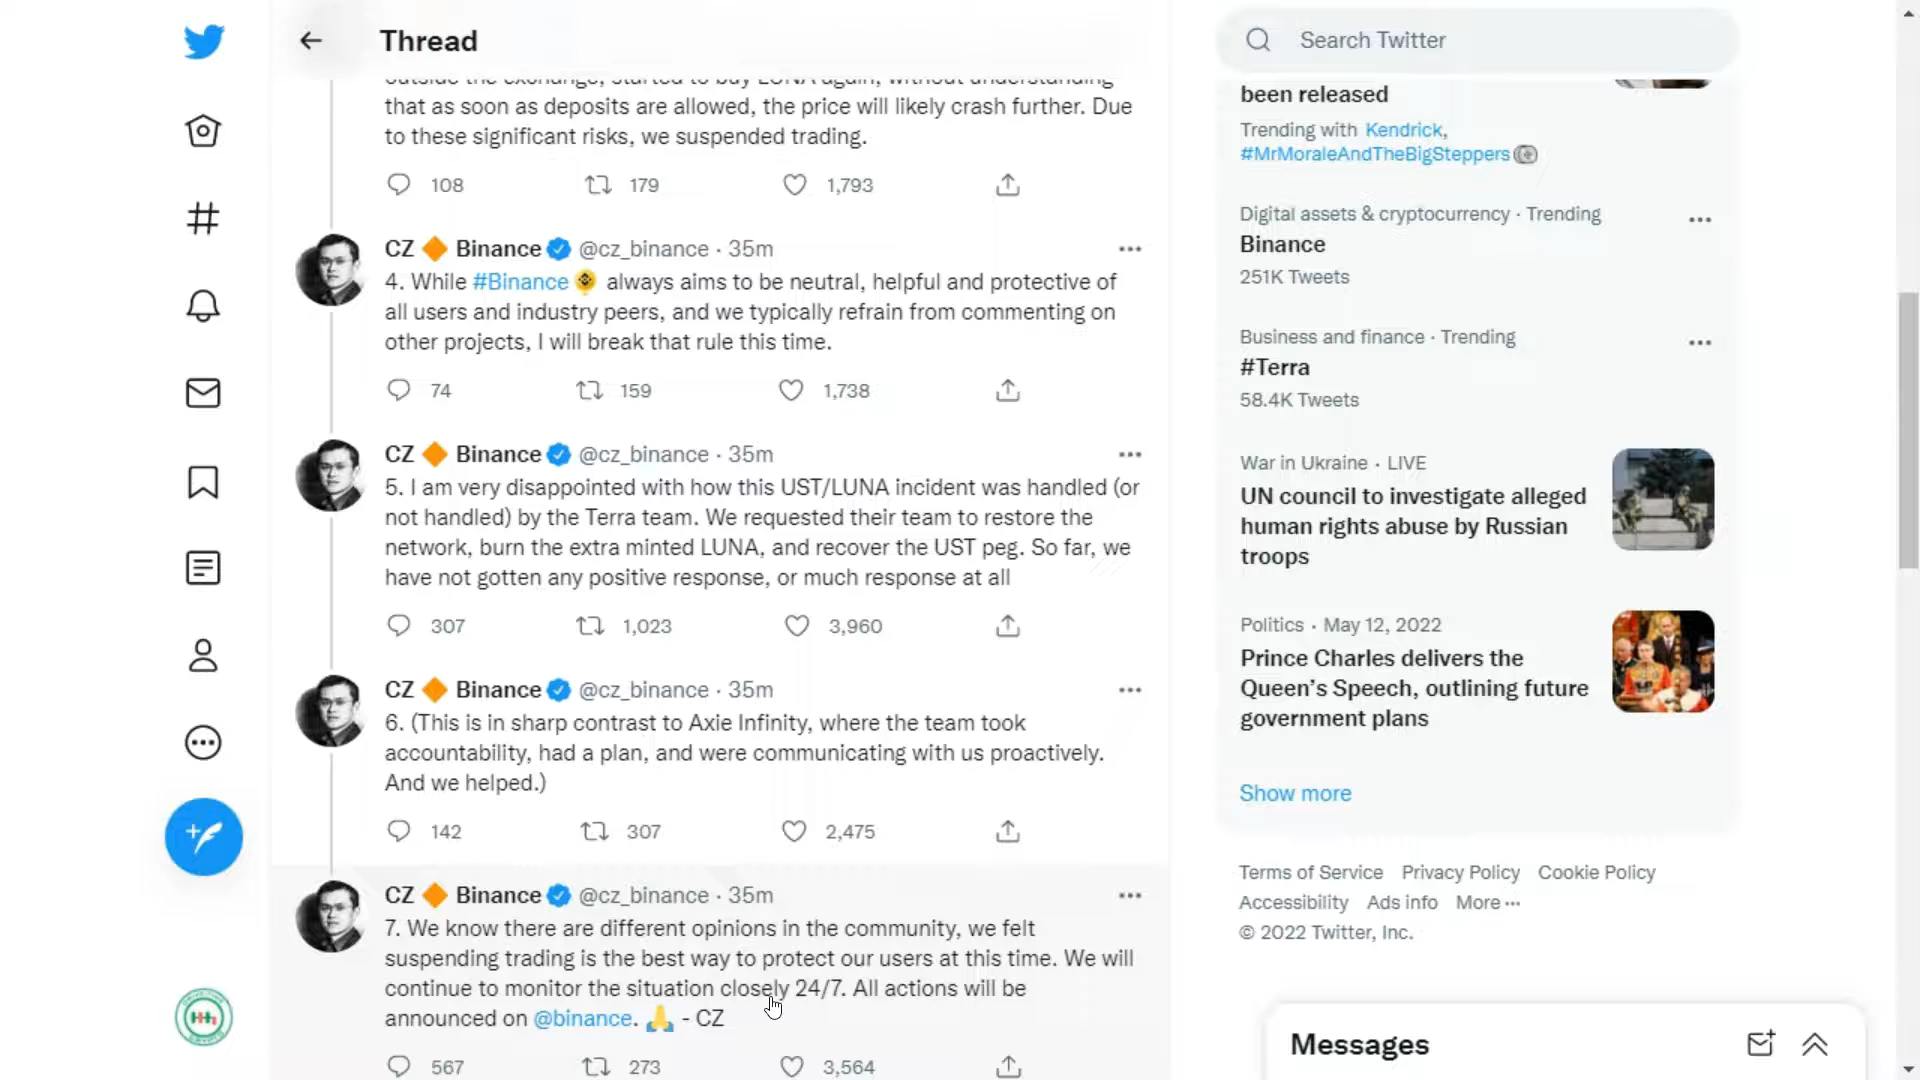 Thread
outside the exchange, started to buy LUNA again, without understanding
that as soon as deposits are allowed, the price will likely crash further. Due
to these significant risks, we suspended trading.
108 179 1,793
CZ 🔶 Binance @cz_binance · 35m
4. While #Binance always aims to be neutral, helpful and protective of
all users and industry peers, and we typically refrain from commenting on
other projects, I will break that rule this time.
74 159 1,738
CZ 🔶 Binance @cz_binance · 35m
5. I am very disappointed with how this UST/LUNA incident was handled (or
not handled) by the Terra team. We requested their team to restore the
network, burn the extra minted LUNA, and recover the UST peg. So far, we
have not gotten any positive response, or much response at all
307 1,023 3,960
CZ 🔶 Binance @cz_binance · 35m
6. (This is in sharp contrast to Axie Infinity, where the team took
accountability, had a plan, and were communicating with us proactively.
And we helped.)
142 307 2,475
CZ 🔶 Binance @cz_binance · 35m
7. We know there are different opinions in the community, we felt
suspending trading is the best way to protect our users at this time. We will
continue to monitor the situation closely 24/7. All actions will be
announced on @binance. 🙏 - CZ
567 273 3,564
Search Twitter
been released
Trending with Kendrick,
#MrMoraleAndTheBigSteppers
Digital assets & cryptocurrency · Trending
Binance
251K Tweets
Business and finance · Trending
#Terra
58.4K Tweets
War in Ukraine · LIVE
UN council to investigate alleged
human rights abuse by Russian
troops
Politics · May 12, 2022
Prince Charles delivers the
Queen’s Speech, outlining future
government plans
Show more
Terms of Service Privacy Policy Cookie Policy
Accessibility Ads info More ···
© 2022 Twitter, Inc.
Messages